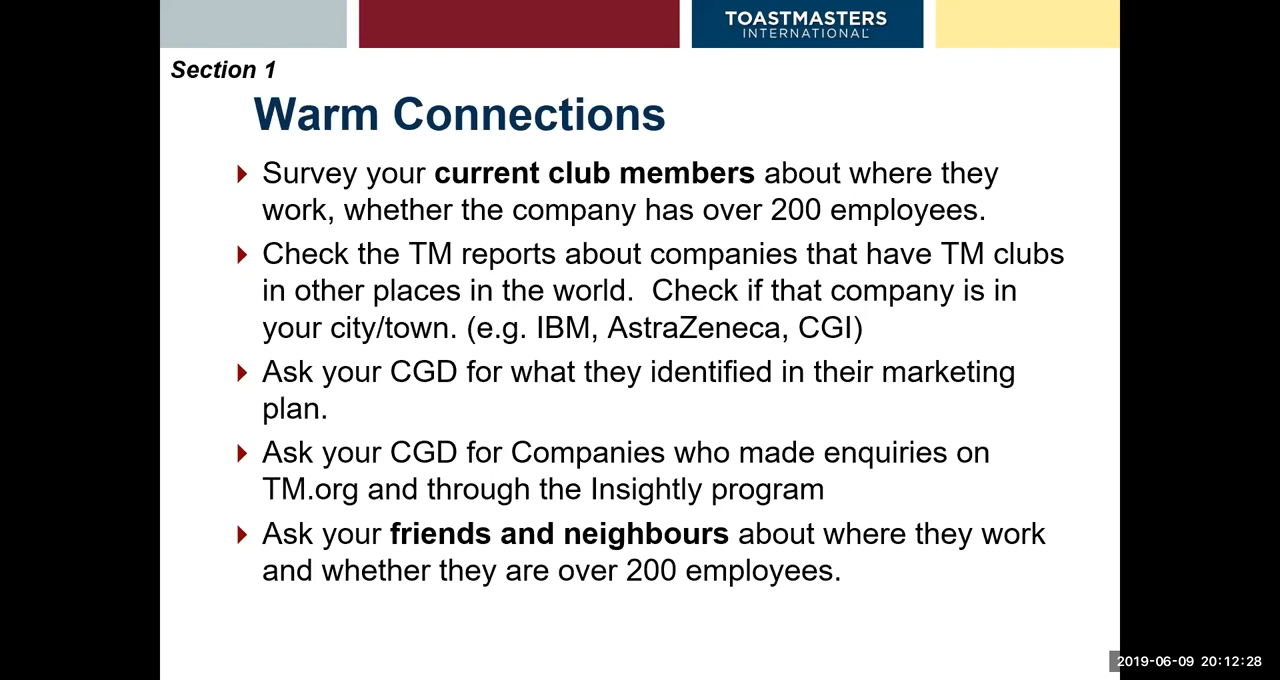 TOASTMASTERS
INTERNATIONAL
Section 1
Warm Connections
Survey your current club members about where they
work, whether the company has over 200 employees.
Check the TM reports about companies that have TM clubs
in other places in the world.  Check if that company is in
your city/town. (e.g. IBM, AstraZeneca, CGI)
Ask your CGD for what they identified in their marketing
plan.
Ask your CGD for Companies who made enquiries on
TM.org and through the Insightly program
Ask your friends and neighbours about where they work
and whether they are over 200 employees.
2019-06-09 20:12:28